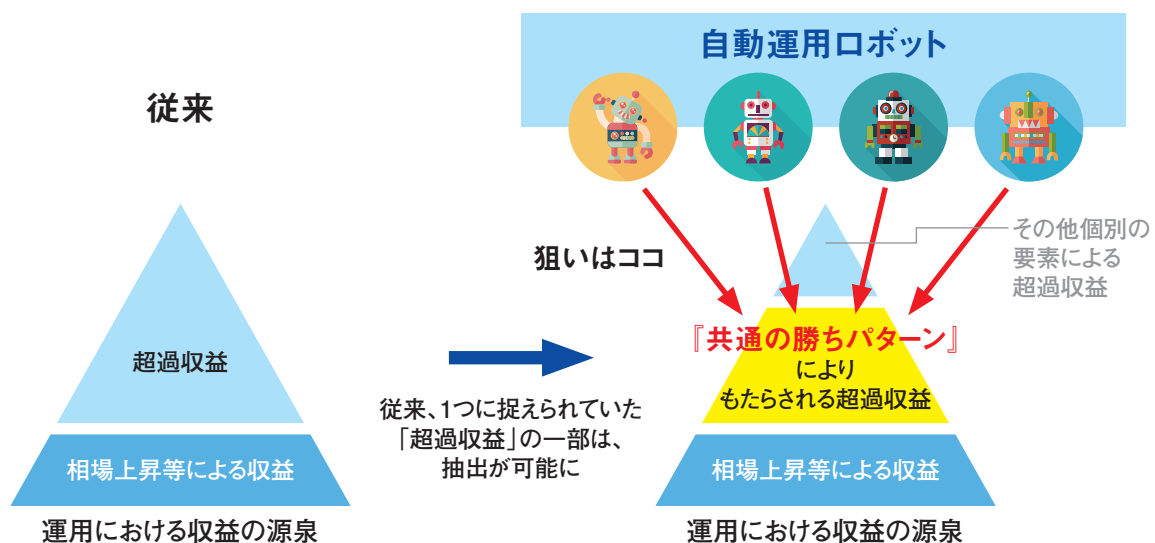 従来
超過収益
相場上昇等による収益
運用における収益の源泉
従来、1つに捉えられていた
「超過収益」の一部は、
抽出が可能に
自動運用ロボット
狙いはココ
その他個別の
要素による
超過収益
『共通の勝ちパターン』
により
もたらされる超過収益
相場上昇等による収益
運用における収益の源泉